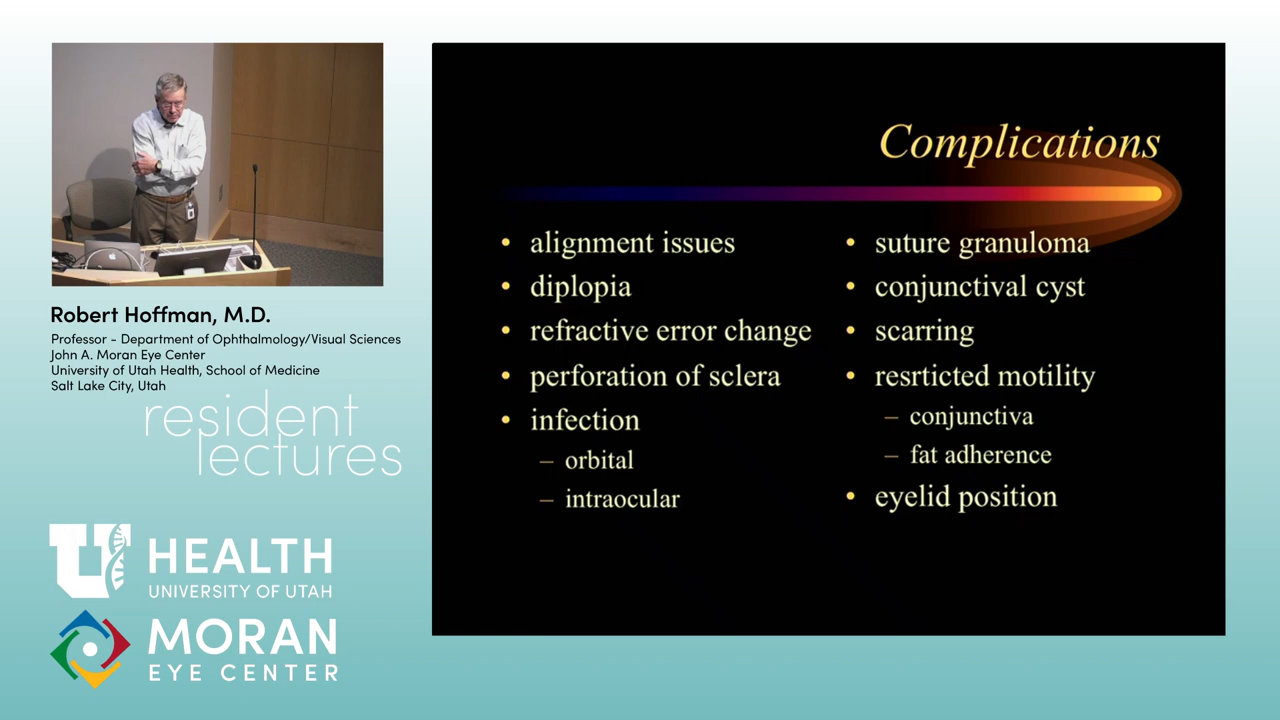 Robert Hoffman, M.D.
Professor - Department of Ophthalmology/Visual Sciences
John A. Moran Eye Center
University of Utah Health, School of Medicine
Salt Lake City, Utah
resident
lectures
U HEALTH
UNIVERSITY OF UTAH
MORAN
EYE CENTER
Complications
• alignment issues
• diplopia
• refractive error change
• perforation of sclera
• infection
– orbital
– intraocular
• suture granuloma
• conjunctival cyst
• scarring
• resrticted motility
– conjunctiva
– fat adherence
• eyelid position